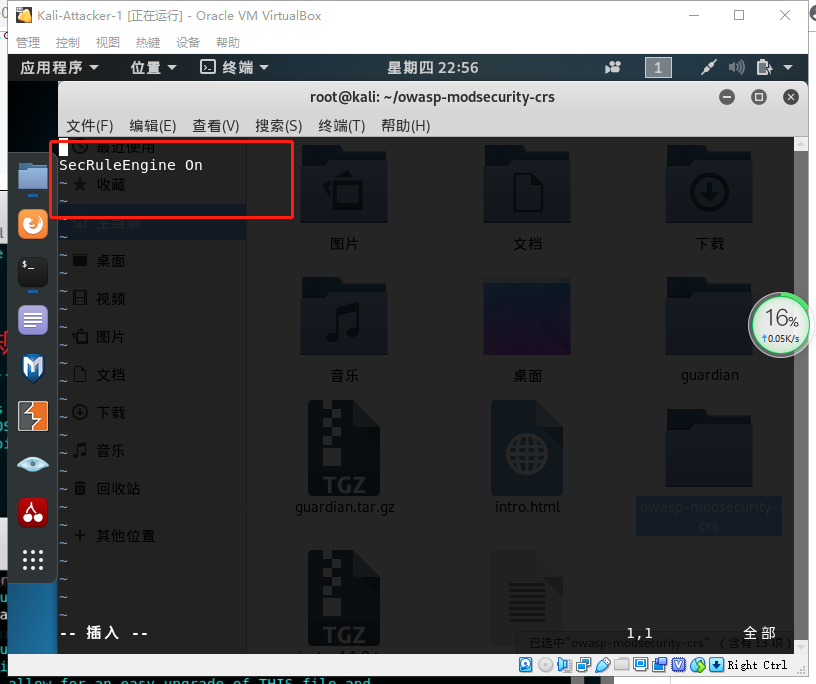 Kali-Attacker-1 [正在运行] - Oracle VM VirtualBox
管理 控制 视图 热键 设备 帮助
应用程序 位置 终端 星期四 22:56 1
root@kali: ~/owasp-modsecurity-crs
文件(F) 编辑(E) 查看(V) 搜索(S) 终端(T) 帮助(H)
最近使用
SecRuleEngine On
收藏
主目录
图片 文档 下载
桌面
视频
图片
16%
0.05K/s
文档
音乐 桌面 guardian
下载
音乐
回收站
TGZ
guardian.tar.gz intro.html owasp-modsecurity-
crs
其他位置
TGZ
-- 插入 -- 1,1 全部
已选中"owasp-modsecurity-crs" (含有 13 项)
Right Ctrl
allow for an easy upgrade of THIS file and